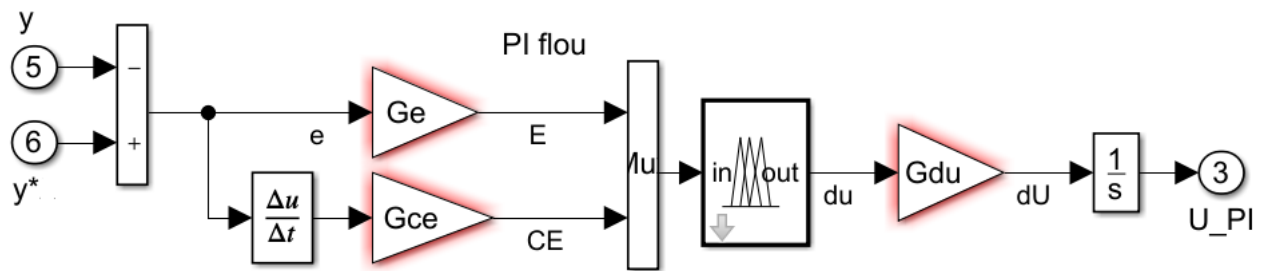 y
5
6
y*
−
+
e
Δu
Δt
Ge
Gce
PI flou
E
CE
Mu
in
out
du
Gdu
dU
1
s
3
U_PI